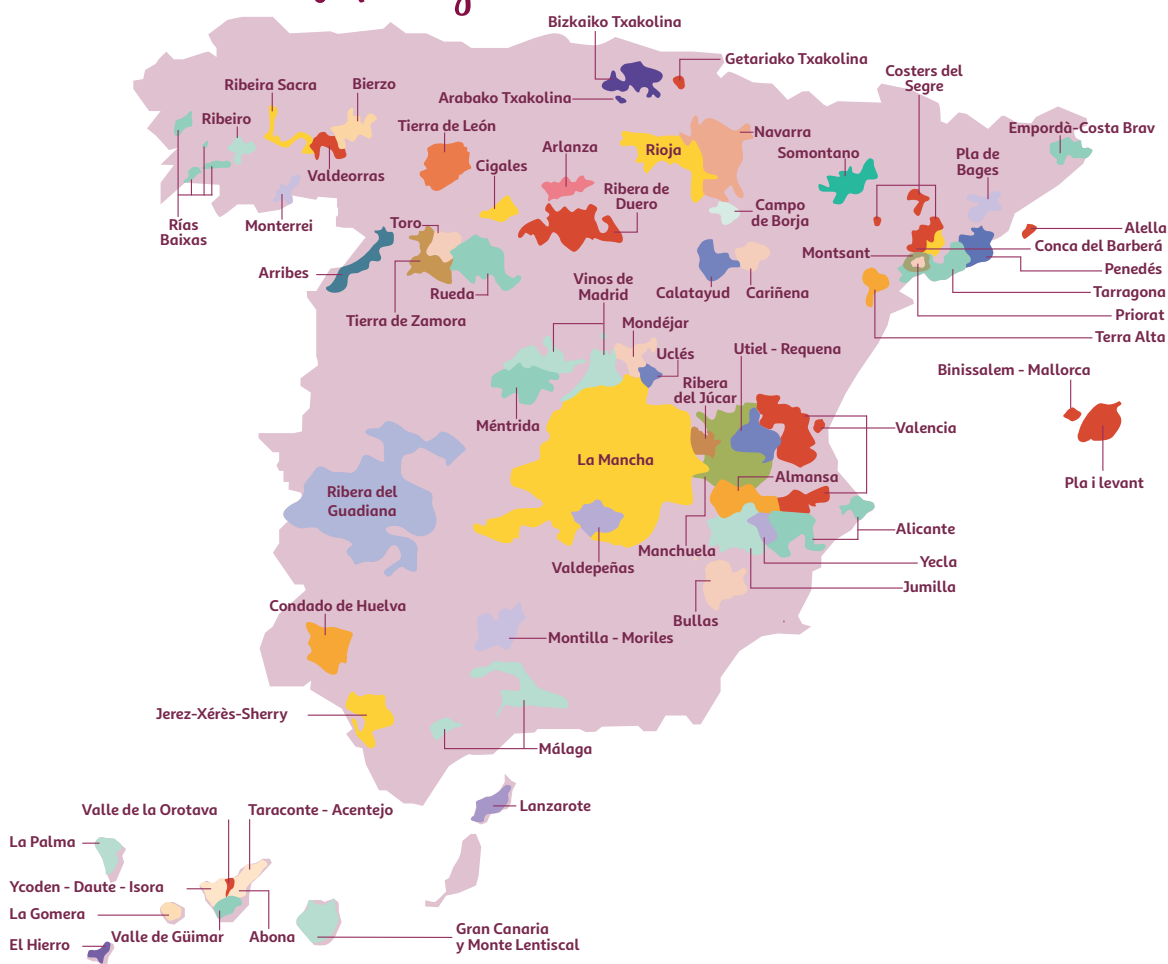 Bizkaiko Txakolina
Getariako Txakolina
Arabako Txakolina
Costers del
Segre
Ribeira Sacra
Bierzo
Ribeiro
Tierra de León
Valdeorras
Cigales
Arlanza
Ribera de
Duero
Rioja
Navarra
Somontano
Empordà-Costa Brav
Pla de
Bages
Rías
Baixas
Monterrei
Toro
Campo
de Borja
Alella
Conca del Barberá
Montsant
Penedés
Arribes
Rueda
Tierra de Zamora
Vinos de
Madrid
Calatayud
Cariñena
Tarragona
Priorat
Terra Alta
Mondéjar
Uclés
Utiel - Requena
Ribera
del Júcar
Binissalem - Mallorca
Méntrida
La Mancha
Valencia
Almansa
Pla i levant
Ribera del
Guadiana
Alicante
Manchuela
Valdepeñas
Yecla
Jumilla
Bullas
Condado de Huelva
Montilla - Moriles
Jerez-Xérès-Sherry
Málaga
Lanzarote
Valle de la Orotava
Taraconte - Acentejo
La Palma
Ycoden - Daute - Isora
La Gomera
El Hierro
Valle de Güimar
Abona
Gran Canaria
y Monte Lentiscal